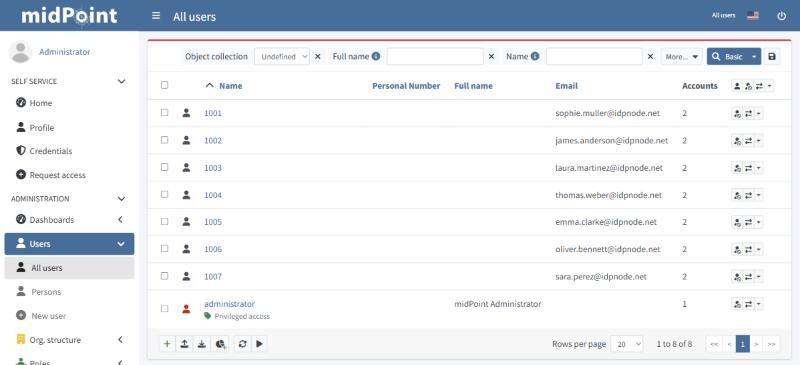 midPoint
All users
All users
Administrator
SELF SERVICE
Home
Profile
Credentials
Request access
ADMINISTRATION
Dashboards
Users
All users
Persons
New user
Org. structure
Roles
Object collection Undefined Full name Name More... Basic
Name Personal Number Full name Email Accounts
1001 sophie.muller@idpnode.net 2
1002 james.anderson@idpnode.net 2
1003 laura.martinez@idpnode.net 2
1004 thomas.weber@idpnode.net 2
1005 emma.clarke@idpnode.net 2
1006 oliver.bennett@idpnode.net 2
1007 sara.perez@idpnode.net 2
administrator midPoint Administrator 1
Privileged access
Rows per page 20 1 to 8 of 8 << < 1 > >>